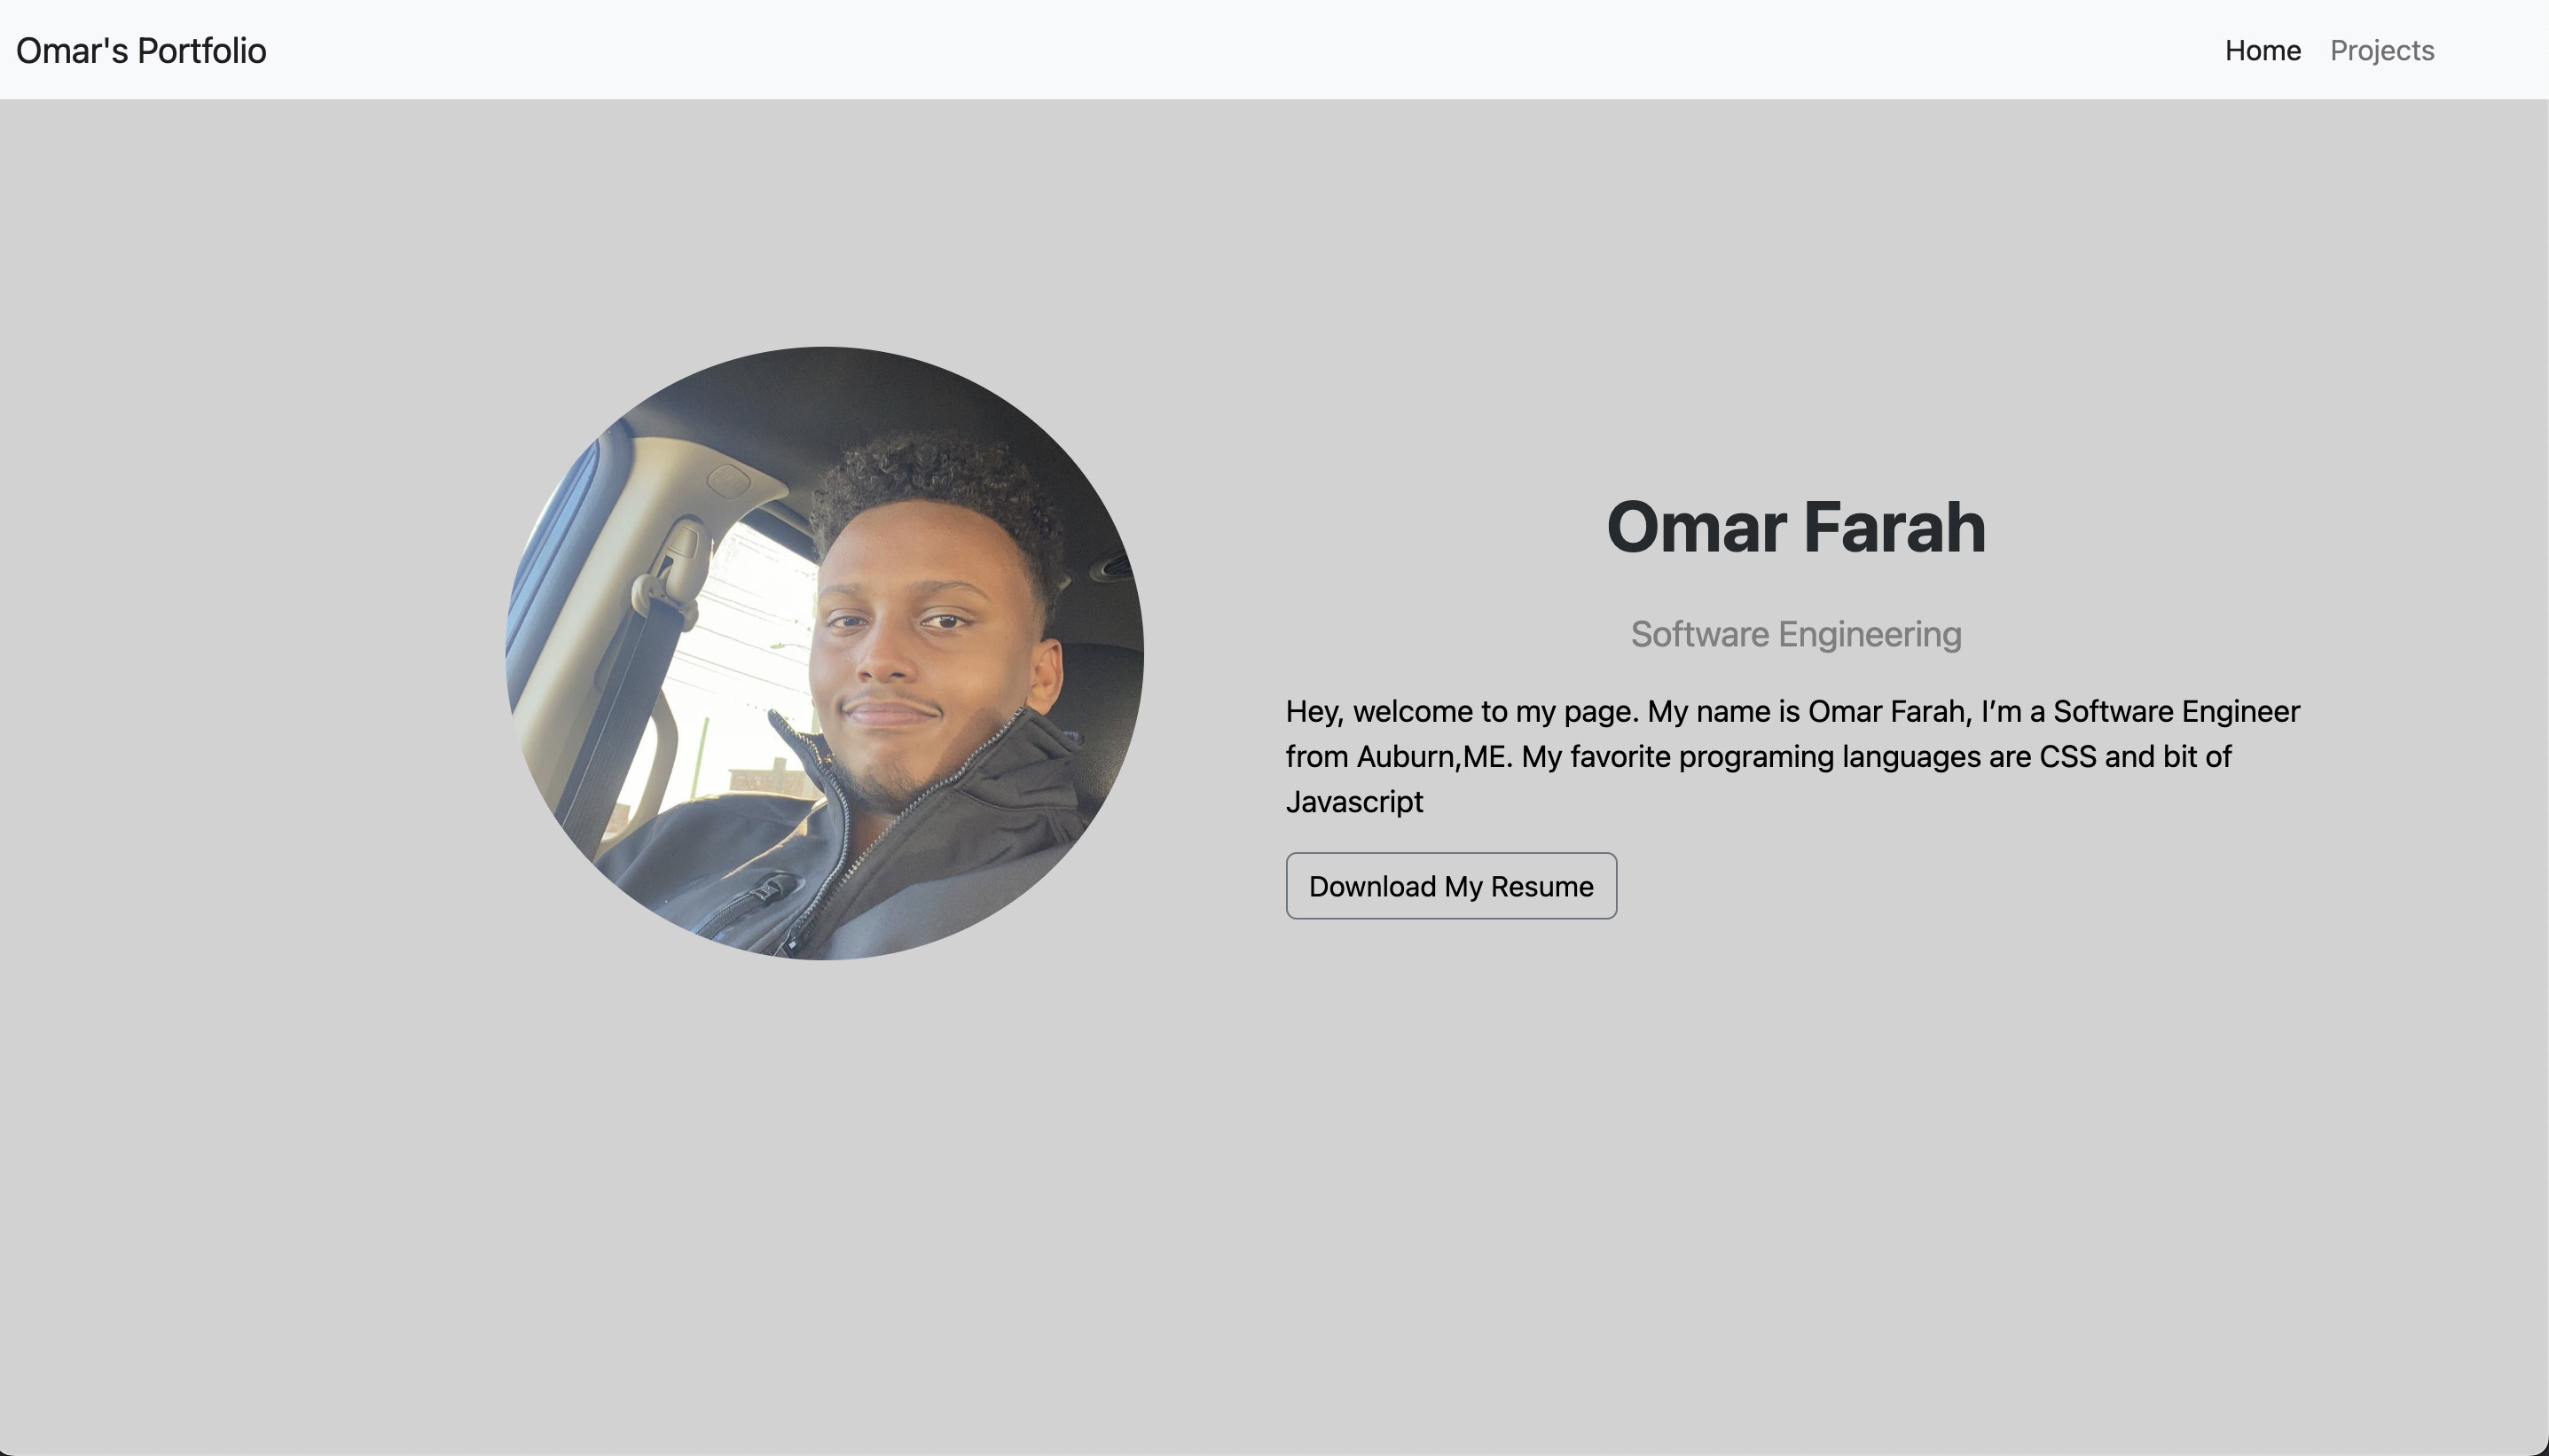 Omar's Portfolio
Home Projects
Omar Farah
Software Engineering
Hey, welcome to my page. My name is Omar Farah, I’m a Software Engineer
from Auburn,ME. My favorite programing languages are CSS and bit of
Javascript
Download My Resume